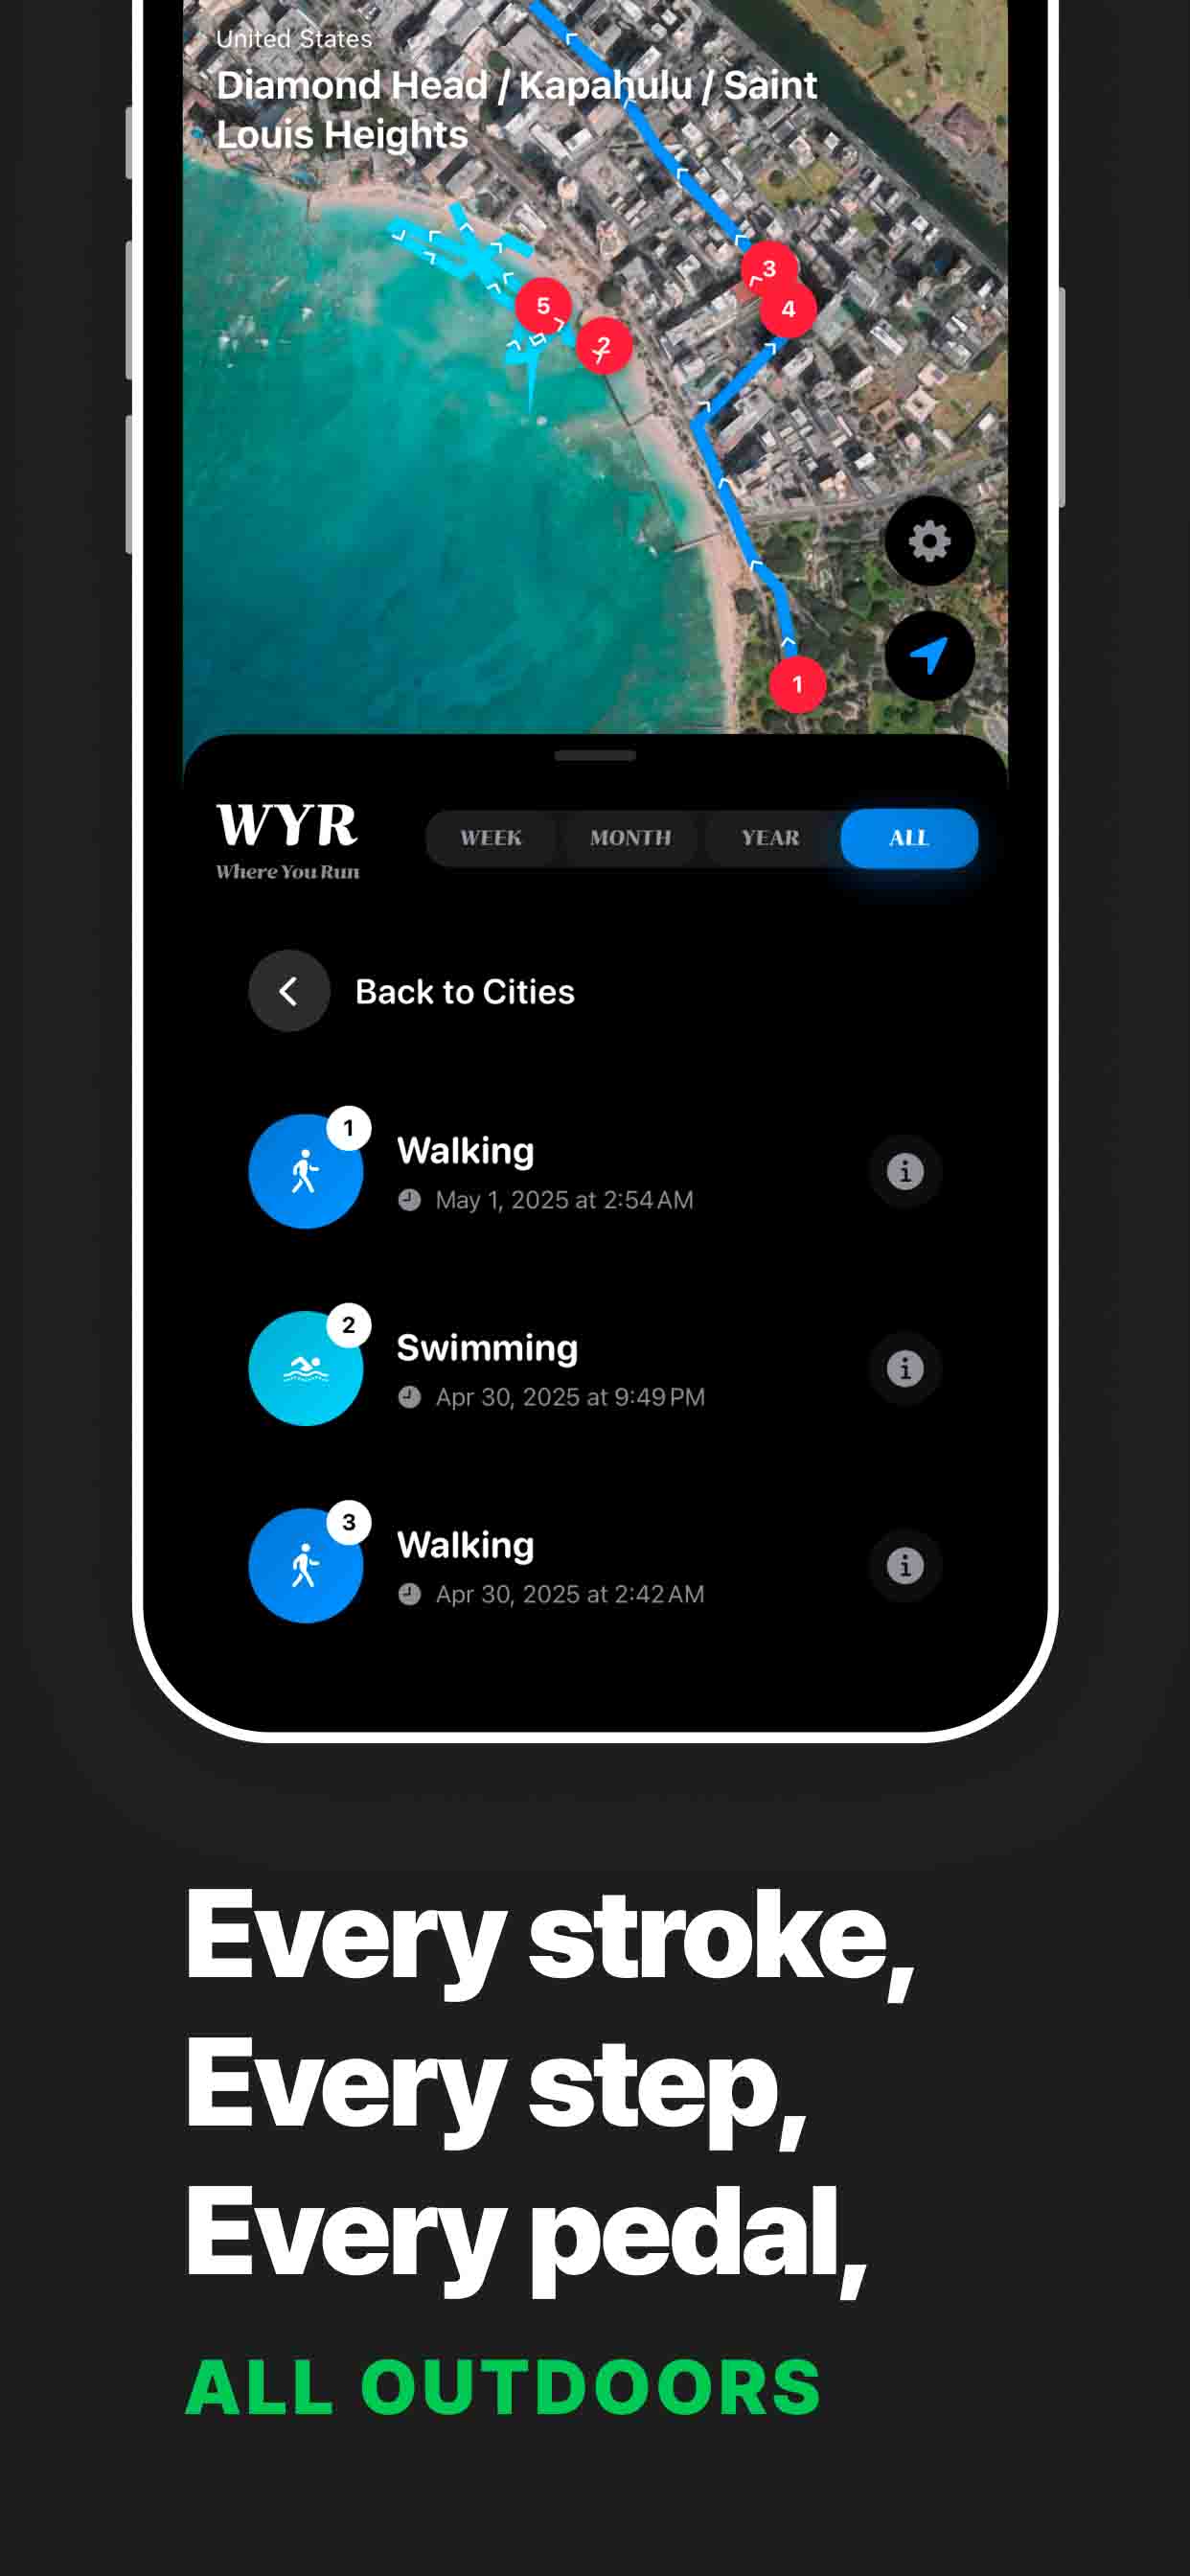 United States
Diamond Head / Kapahulu / Saint
Louis Heights
3
5
4
2
1
WYR
Where You Run
WEEK MONTH YEAR ALL
Back to Cities
1
Walking
May 1, 2025 at 2:54 AM
2
Swimming
Apr 30, 2025 at 9:49 PM
3
Walking
Apr 30, 2025 at 2:42 AM
Every stroke,
Every step,
Every pedal,
ALL OUTDOORS